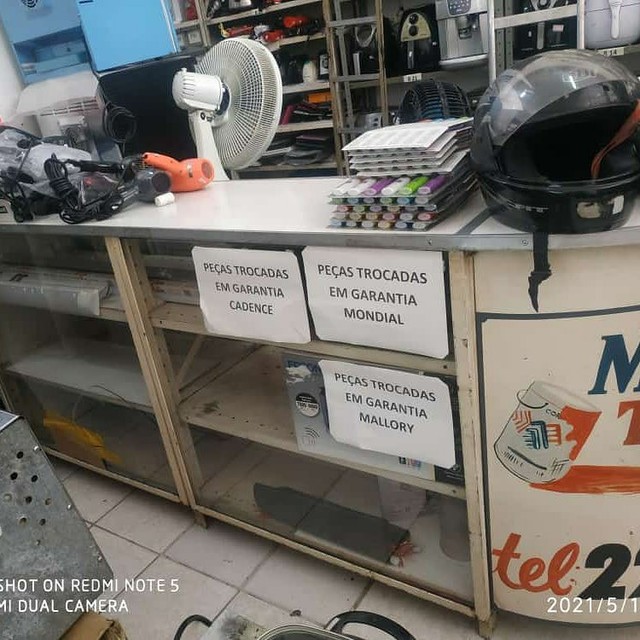 PEÇAS TROCADAS
EM GARANTIA
CADENCE
PEÇAS TROCADAS
EM GARANTIA
MONDIAL
PEÇAS TROCADAS
EM GARANTIA
MALLORY
tel 22
SHOT ON REDMI NOTE 5
MI DUAL CAMERA
2021/5/1